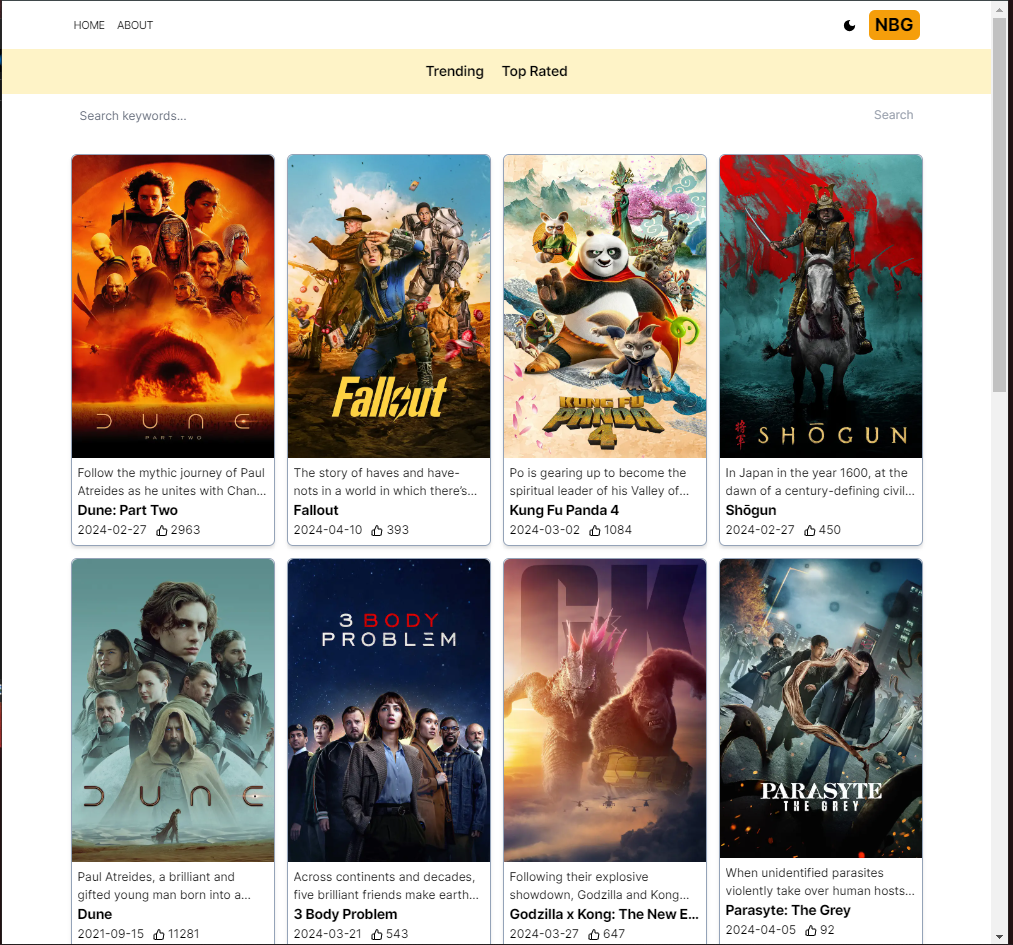 HOME ABOUT NBG
Trending Top Rated
Search keywords... Search
DUNE
PART TWO
Fallout
KUNG FU
PANDA
4
将軍 SHŌGUN
Follow the mythic journey of Paul
Atreides as he unites with Chan...
Dune: Part Two
2024-02-27 2963
The story of haves and have-
nots in a world in which there's...
Fallout
2024-04-10 393
Po is gearing up to become the
spiritual leader of his Valley of...
Kung Fu Panda 4
2024-03-02 1084
In Japan in the year 1600, at the
dawn of a century-defining civil...
Shōgun
2024-02-27 450
DUNE
3 BODY
PROBLEM
GK
PARASYTE
THE GREY
Paul Atreides, a brilliant and
gifted young man born into a...
Dune
2021-09-15 11281
Across continents and decades,
five brilliant friends make earth...
3 Body Problem
2024-03-21 543
Following their explosive
showdown, Godzilla and Kong...
Godzilla x Kong: The New E...
2024-03-27 647
When unidentified parasites
violently take over human hosts...
Parasyte: The Grey
2024-04-05 92